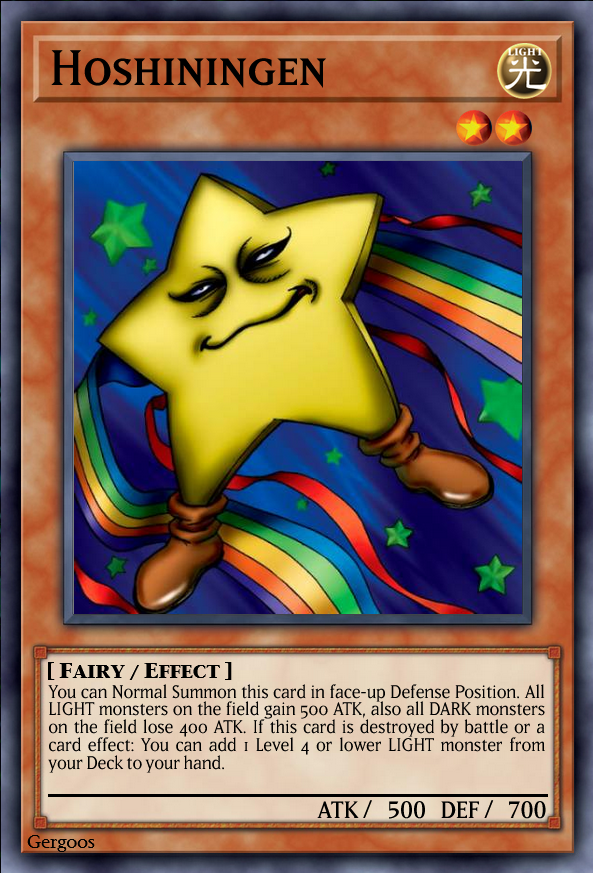 Hoshiningen
LIGHT
光
[ Fairy / Effect ]
You can Normal Summon this card in face-up Defense Position. All
LIGHT monsters on the field gain 500 ATK, also all DARK monsters
on the field lose 400 ATK. If this card is destroyed by battle or a
card effect: You can add 1 Level 4 or lower LIGHT monster from
your Deck to your hand.
ATK / 500 DEF / 700
Gergoos